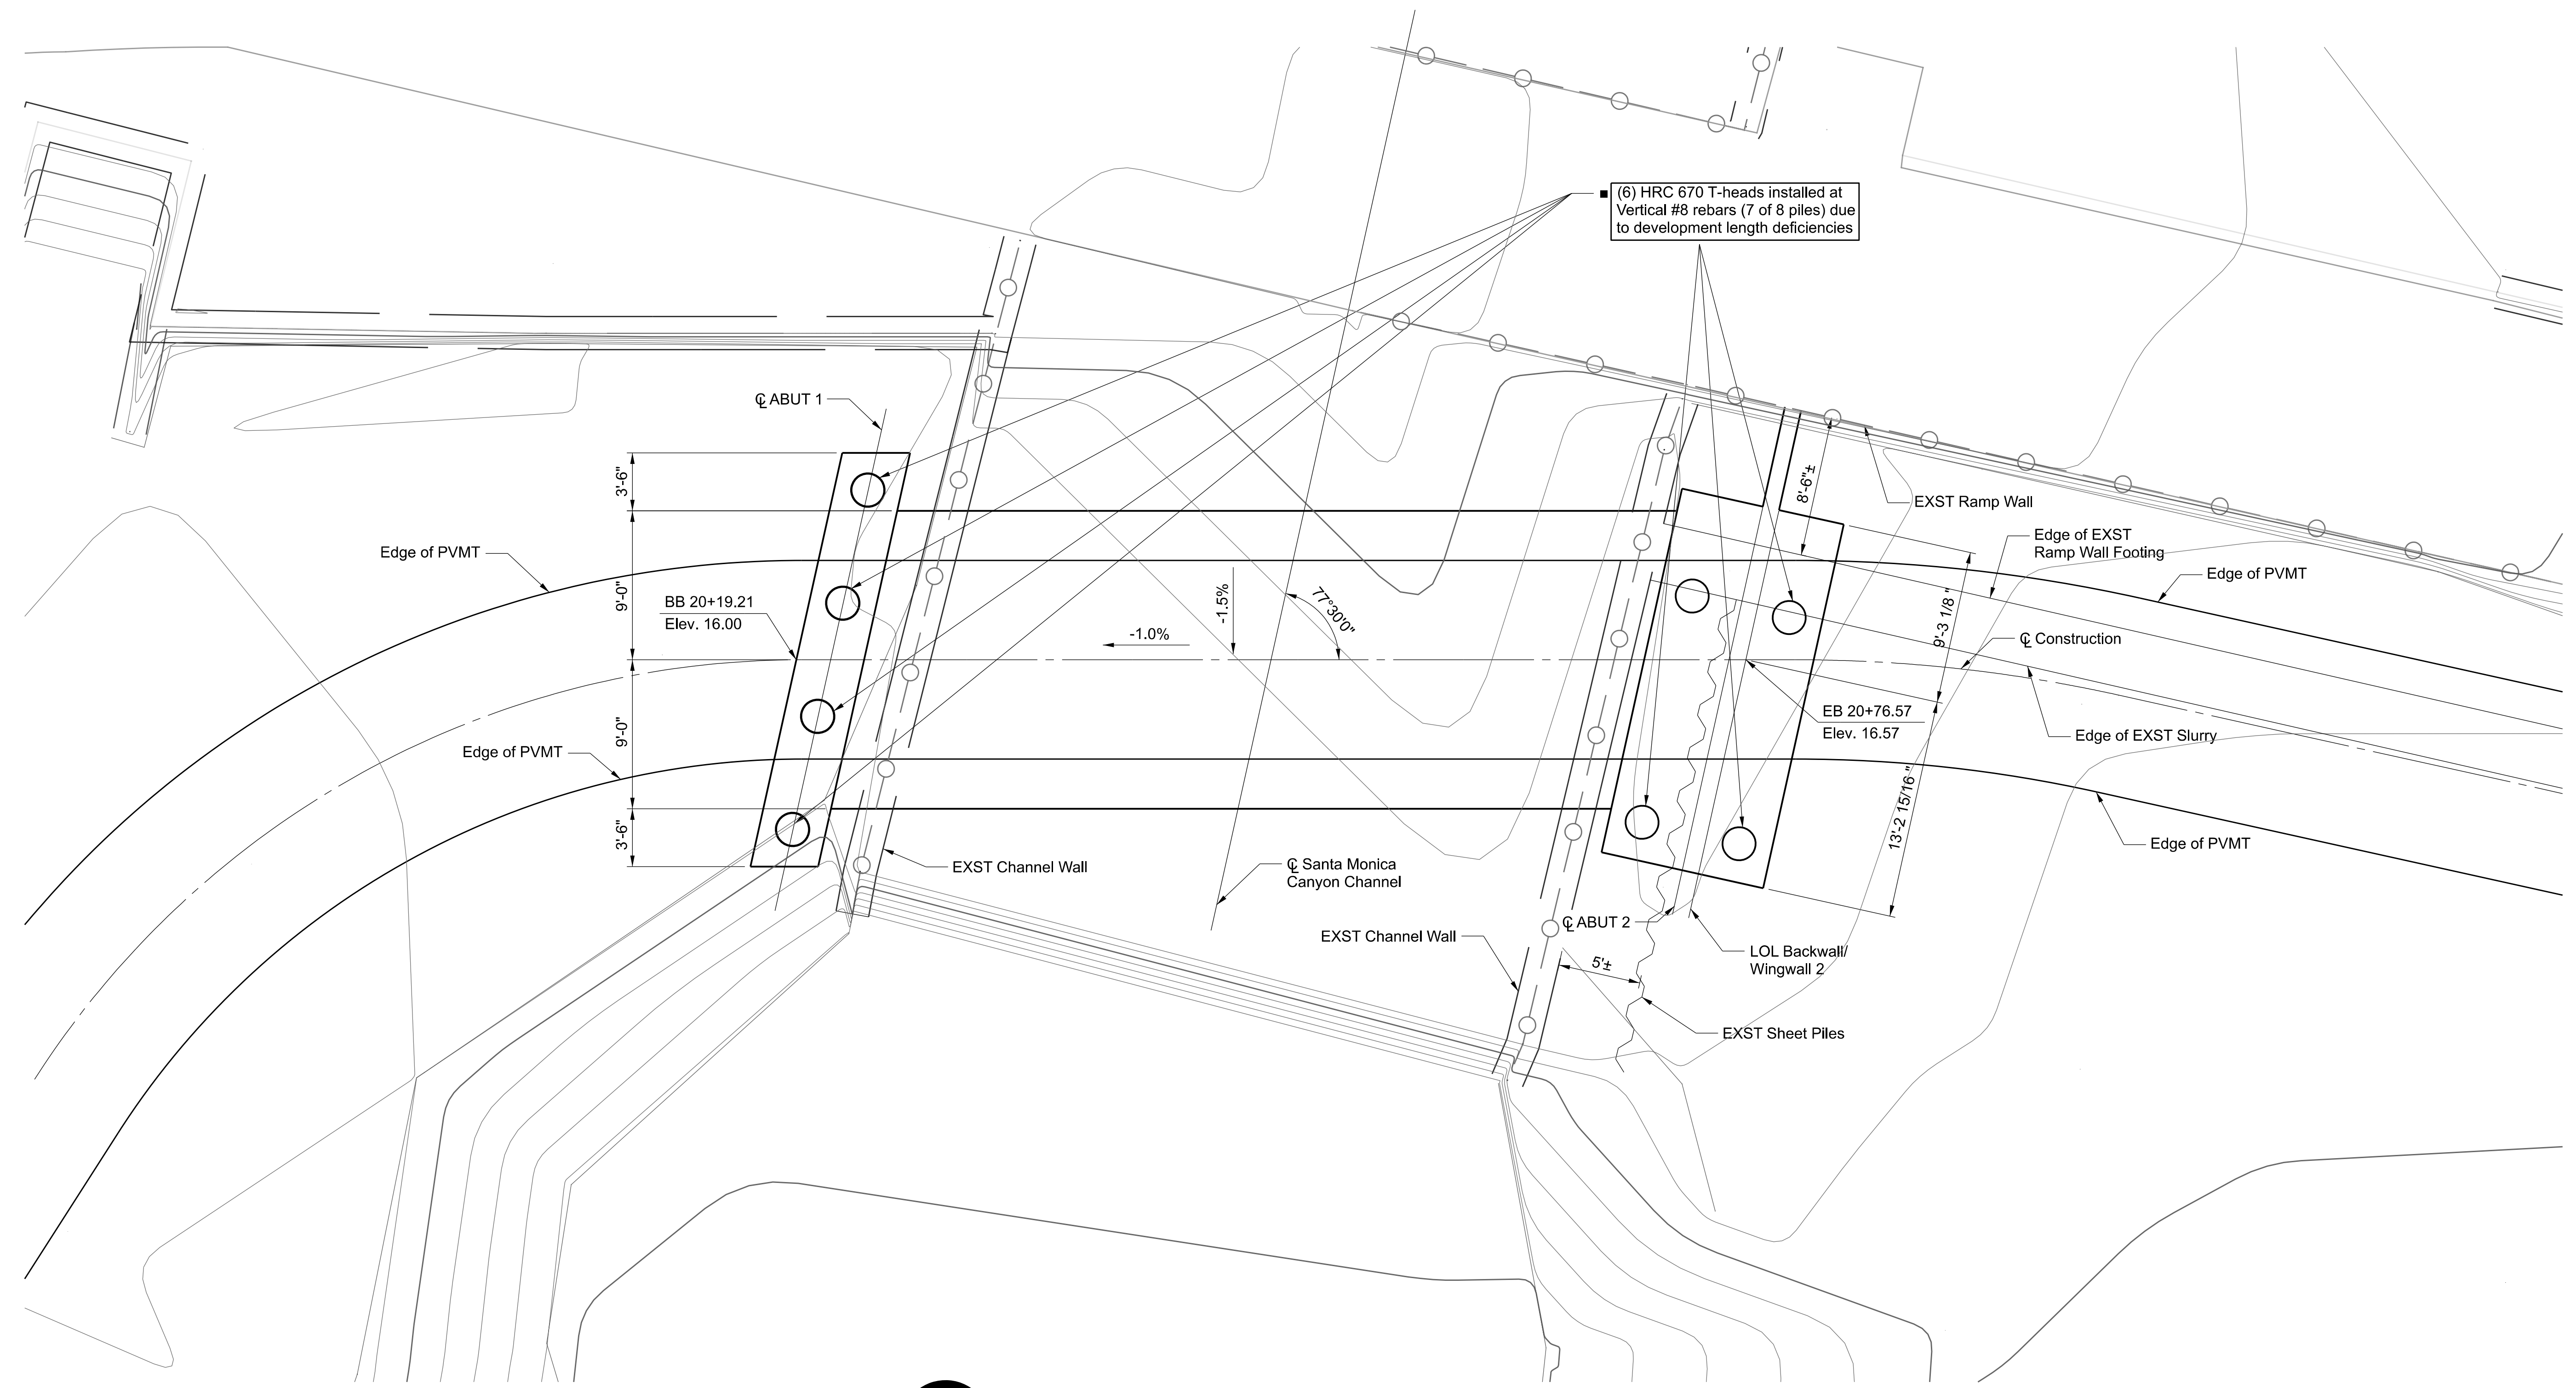 ■ (6) HRC 670 T-heads installed at
Vertical #8 rebars (7 of 8 piles) due
to development length deficiencies
℄ ABUT 1
3'-6"
9'-0"
9'-0"
3'-6"
Edge of PVMT
BB 20+19.21
Elev. 16.00
Edge of PVMT
-1.0%
-1.5%
77°30'0"
8'-6"±
EXST Ramp Wall
Edge of EXST
Ramp Wall Footing
Edge of PVMT
9'-3 1/8 "
℄ Construction
EB 20+76.57
Elev. 16.57
Edge of EXST Slurry
13'-2 15/16 "
Edge of PVMT
EXST Channel Wall
℄ Santa Monica
Canyon Channel
EXST Channel Wall
℄ ABUT 2
5'±
LOL Backwall/
Wingwall 2
EXST Sheet Piles